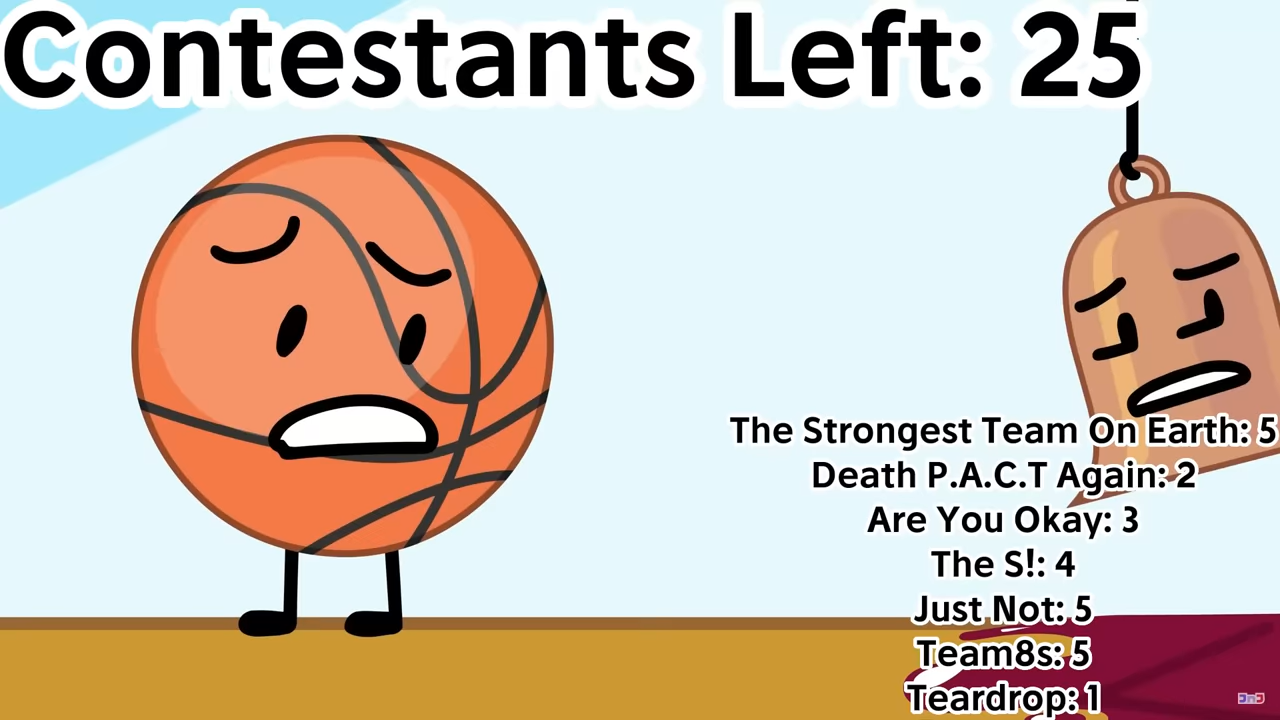 Contestants Left: 25
The Strongest Team On Earth: 5
Death P.A.C.T Again: 2
Are You Okay: 3
The S!: 4
Just Not: 5
Team8s: 5
Teardrop: 1